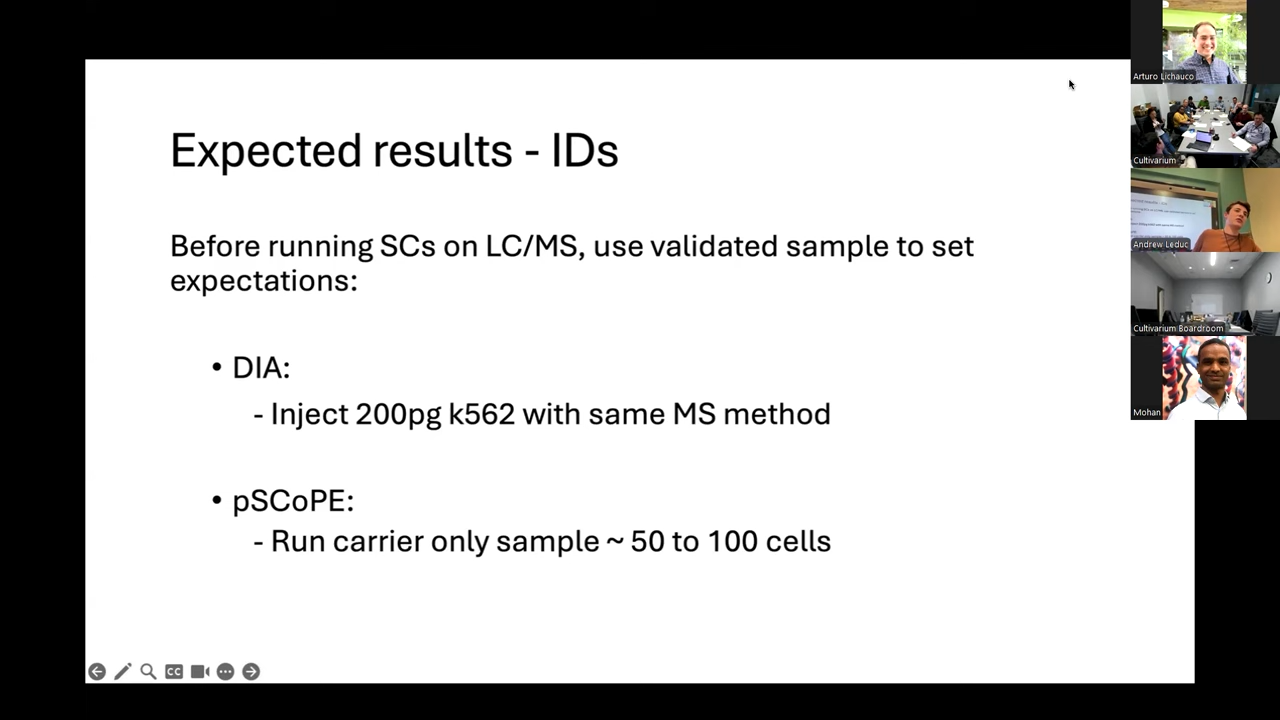 Expected results - IDs
Before running SCs on LC/MS, use validated sample to set
expectations:
• DIA:
- Inject 200pg k562 with same MS method
• pSCoPE:
- Run carrier only sample ~ 50 to 100 cells
CC
Arturo Lichauco
Cultivarium
Andrew Leduc
Cultivarium Boardroom
Mohan